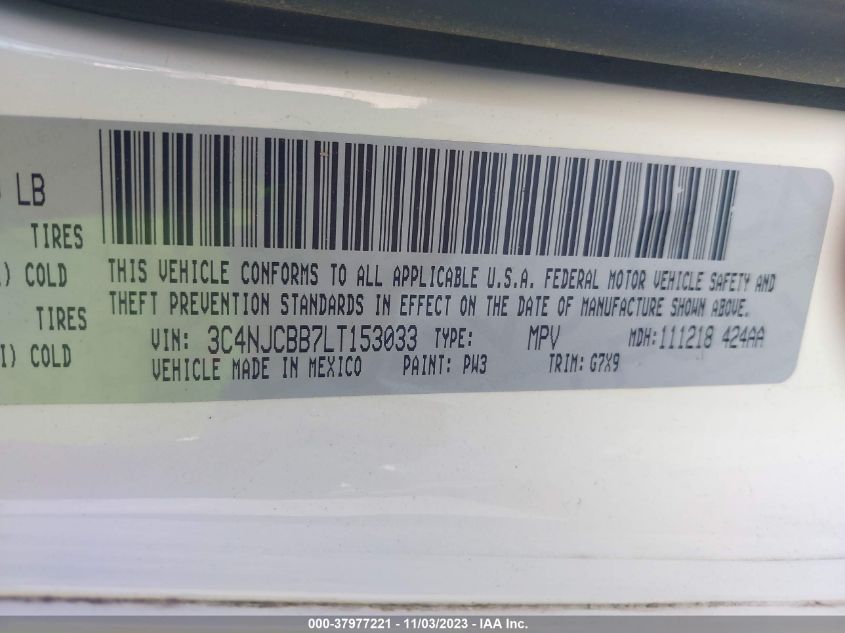 LB
TIRES
) COLD
TIRES
I) COLD
THIS VEHICLE CONFORMS TO ALL APPLICABLE U.S.A. FEDERAL MOTOR VEHICLE SAFETY AND
THEFT PREVENTION STANDARDS IN EFFECT ON THE DATE OF MANUFACTURE SHOWN ABOVE.
VIN: 3C4NJCBB7LT153033 TYPE: MPV MDH:111218 424AA
VEHICLE MADE IN MEXICO PAINT: PW3 TRIM: G7X9
000-37977221 - 11/03/2023 - IAA Inc.